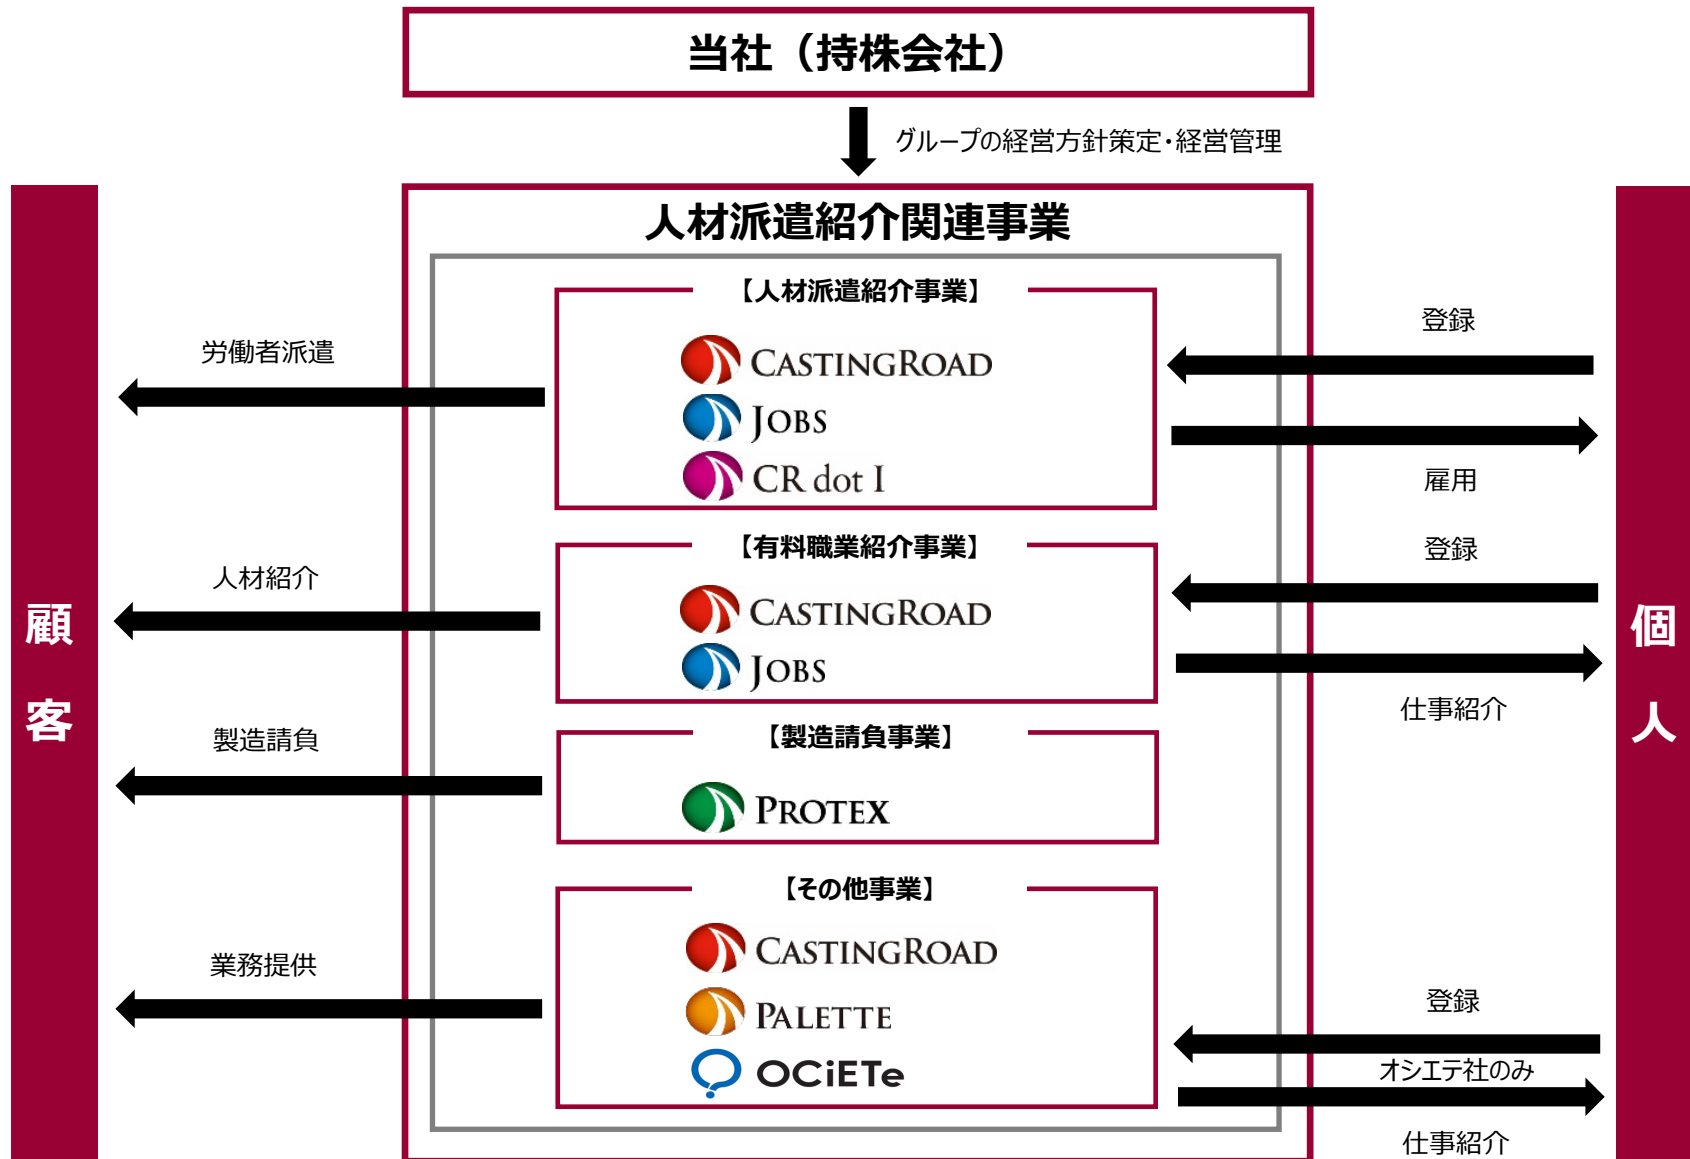 当社（持株会社）
グループの経営方針策定・経営管理
人材派遣紹介関連事業
顧客
個人
【人材派遣紹介事業】
CASTINGROAD
JOBS
CR dot I
労働者派遣
登録
雇用
【有料職業紹介事業】
CASTINGROAD
JOBS
人材紹介
登録
仕事紹介
【製造請負事業】
PROTEX
製造請負
【その他事業】
CASTINGROAD
PALETTE
OCiETe
業務提供
登録
オシエテ社のみ
仕事紹介